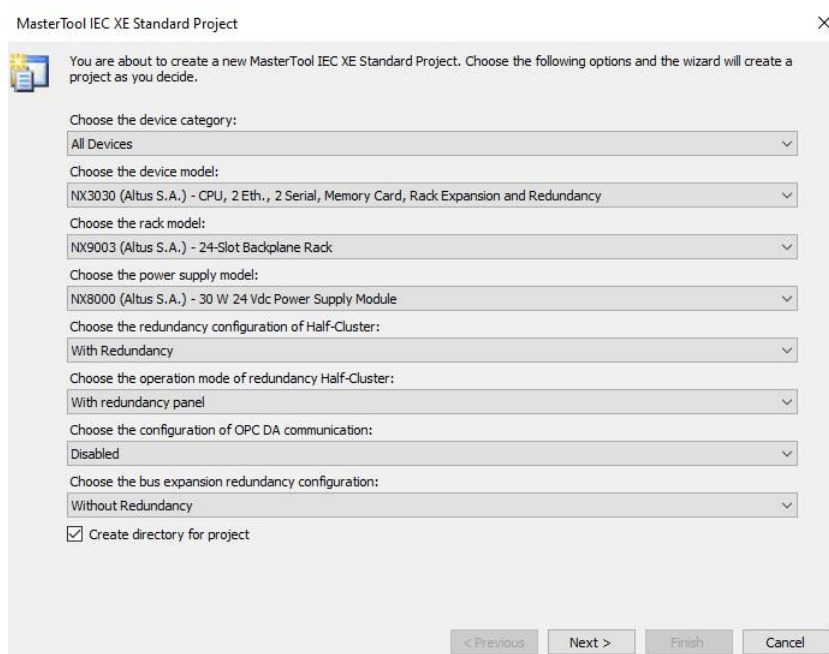 MasterTool IEC XE Standard Project
You are about to create a new MasterTool IEC XE Standard Project. Choose the following options and the wizard will create a
project as you decide.
Choose the device category:
All Devices
Choose the device model:
NX3030 (Altus S.A.) - CPU, 2 Eth., 2 Serial, Memory Card, Rack Expansion and Redundancy
Choose the rack model:
NX9003 (Altus S.A.) - 24-Slot Backplane Rack
Choose the power supply model:
NX8000 (Altus S.A.) - 30 W 24 Vdc Power Supply Module
Choose the redundancy configuration of Half-Cluster:
With Redundancy
Choose the operation mode of redundancy Half-Cluster:
With redundancy panel
Choose the configuration of OPC DA communication:
Disabled
Choose the bus expansion redundancy configuration:
Without Redundancy
Create directory for project
< Previous Next > Finish Cancel